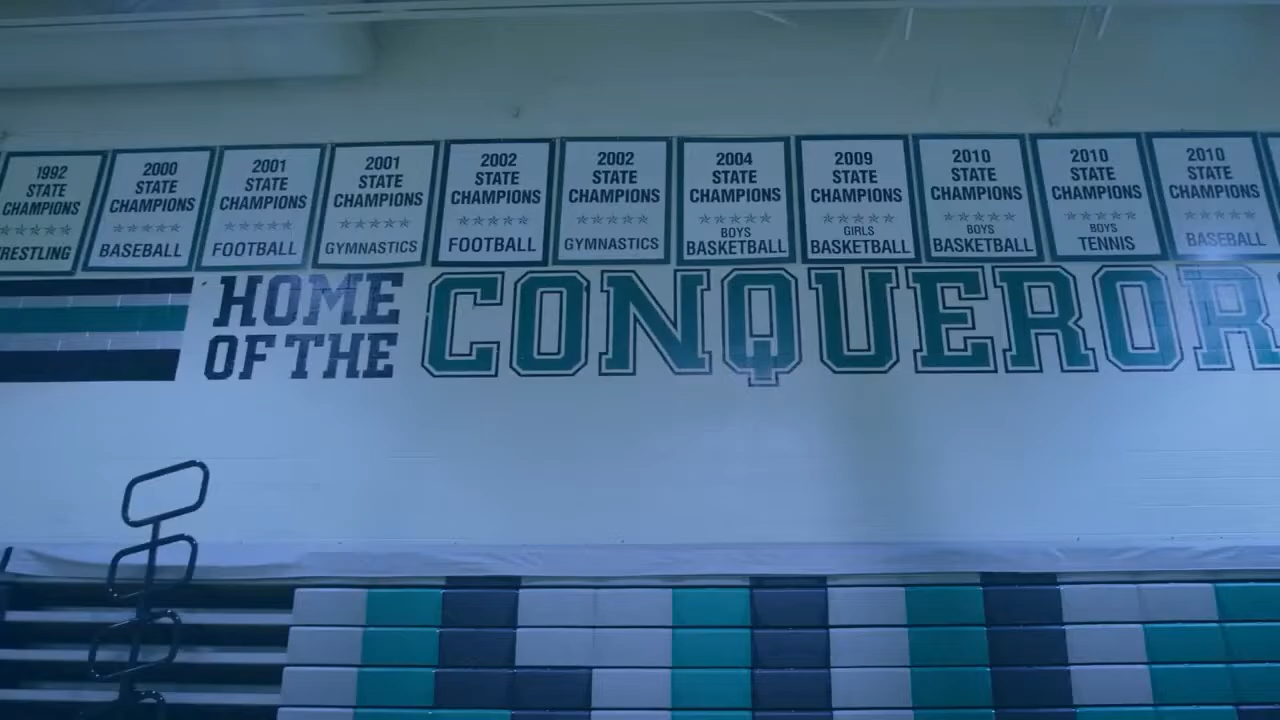 1992
STATE
CHAMPIONS
RESTLING
2000
STATE
CHAMPIONS
BASEBALL
2001
STATE
CHAMPIONS
FOOTBALL
2001
STATE
CHAMPIONS
GYMNASTICS
2002
STATE
CHAMPIONS
FOOTBALL
2002
STATE
CHAMPIONS
GYMNASTICS
2004
STATE
CHAMPIONS
BOYS
BASKETBALL
2009
STATE
CHAMPIONS
GIRLS
BASKETBALL
2010
STATE
CHAMPIONS
BOYS
BASKETBALL
2010
STATE
CHAMPIONS
BOYS
TENNIS
2010
STATE
CHAMPIONS
BASEBALL
HOME
OF THE
CONQUEROR